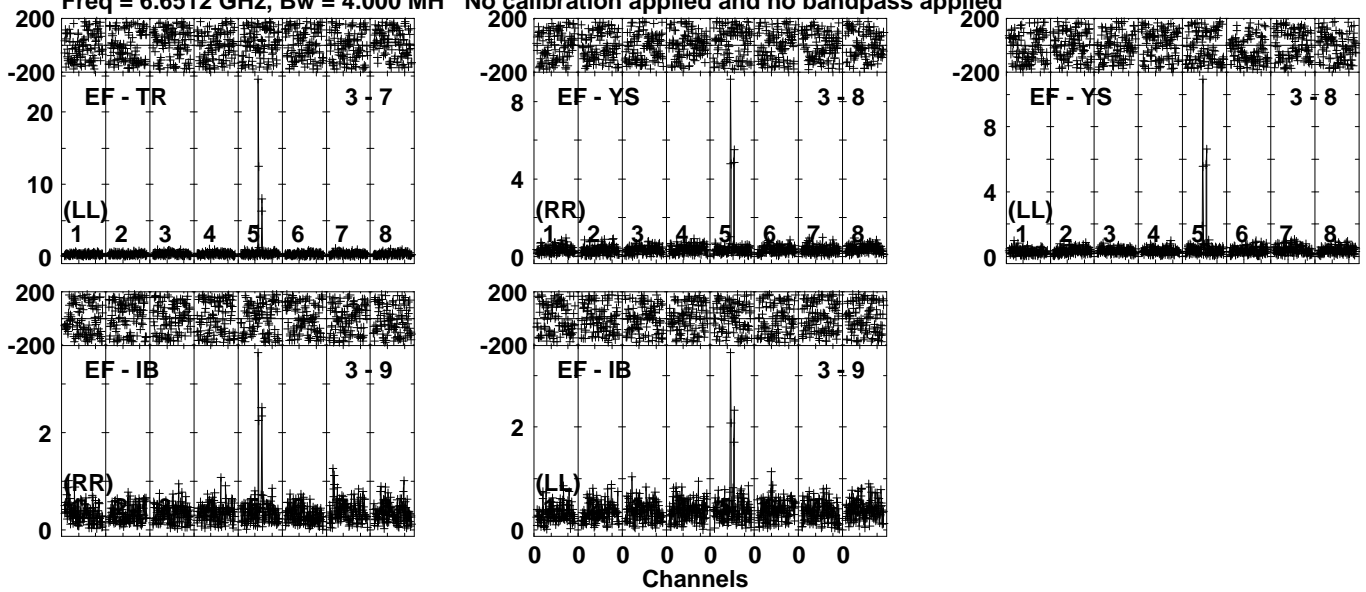 Freq = 6.6512 GHz, Bw = 4.000 MH No calibration applied and no bandpass applied
200 200 200
-200 -200 -200
EF - TR 3 - 7 EF - YS 3 - 8 EF - YS 3 - 8
20 8 8
10 4 4
(LL) (RR) (LL)
1 2 3 4 5 6 7 8 1 2 3 4 5 6 7 8 1 2 3 4 5 6 7 8
0 0 0
200 200
-200 -200
EF - IB 3 - 9 EF - IB 3 - 9
2 2
(RR) (LL)
0 0
0 0 0 0 0 0 0 0
Channels